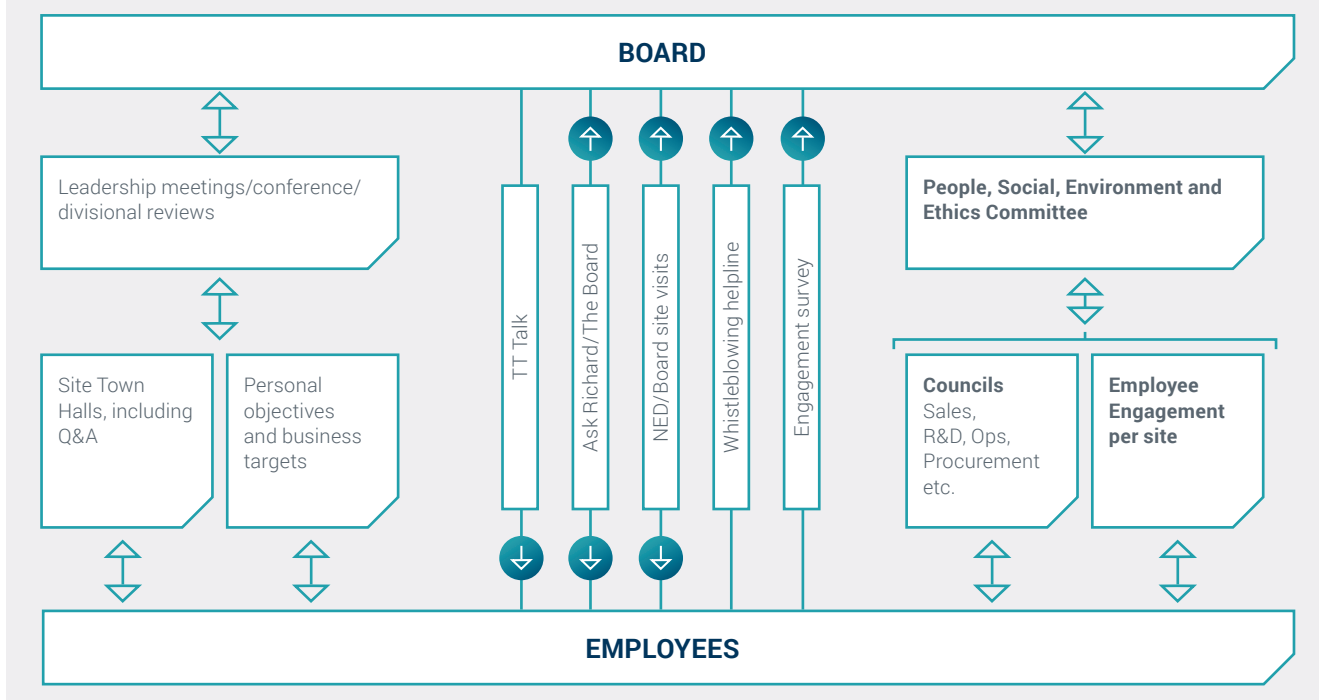 BOARD
Leadership meetings/conference/
divisional reviews
Site Town
Halls, including
Q&A
Personal
objectives
and business
targets
TT Talk
Ask Richard/The Board
NED/Board site visits
Whistleblowing helpline
Engagement survey
People, Social, Environment and
Ethics Committee
Councils
Sales,
R&D, Ops,
Procurement
etc.
Employee
Engagement
per site
EMPLOYEES